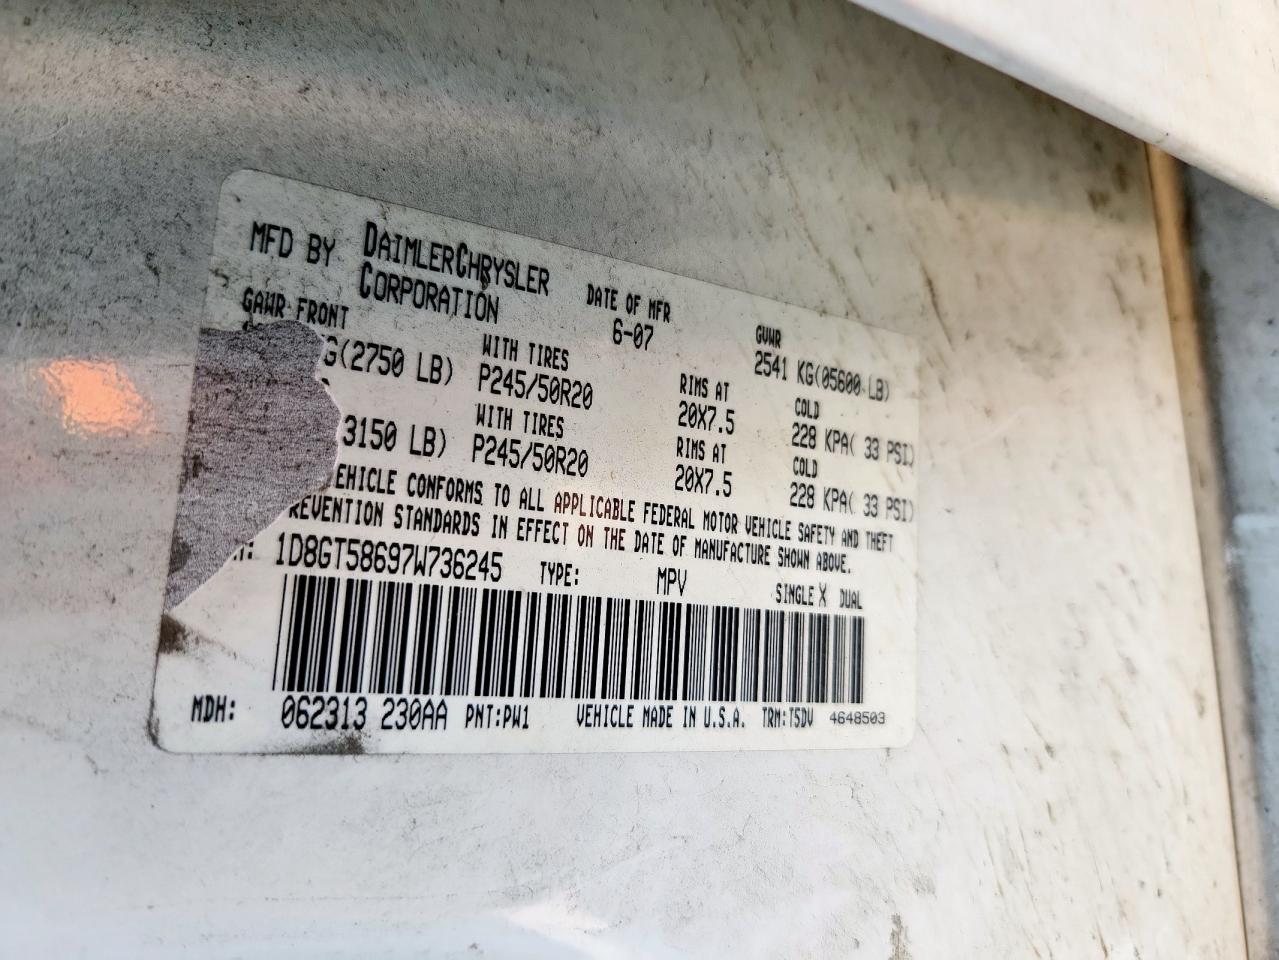 MFD BY DAIMLERCHRYSLER
CORPORATION
DATE OF MFR
6-07
GVWR
2541 KG(05600 LB)
GAWR FRONT
G(2750 LB)
WITH TIRES
P245/50R20
RIMS AT
20X7.5
COLD
228 KPA( 33 PSI)
3150 LB)
WITH TIRES
P245/50R20
RIMS AT
20X7.5
COLD
228 KPA( 33 PSI)
EHICLE CONFORMS TO ALL APPLICABLE FEDERAL MOTOR VEHICLE SAFETY AND THEFT
REVENTION STANDARDS IN EFFECT ON THE DATE OF MANUFACTURE SHOWN ABOVE.
: 1D8GT58697W736245 TYPE: MPV SINGLE X DUAL
MDH: 062313 230AA PNT:PW1 VEHICLE MADE IN U.S.A. TRM:T5DV 4648503